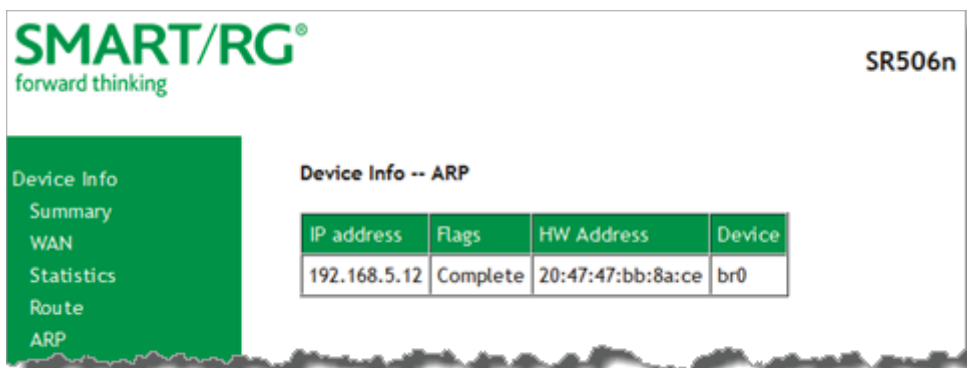 SMART/RG®
forward thinking
SR506n
Device Info
Summary
WAN
Statistics
Route
ARP
Device Info -- ARP
IP address Flags HW Address Device
192.168.5.12 Complete 20:47:47:bb:8a:ce br0